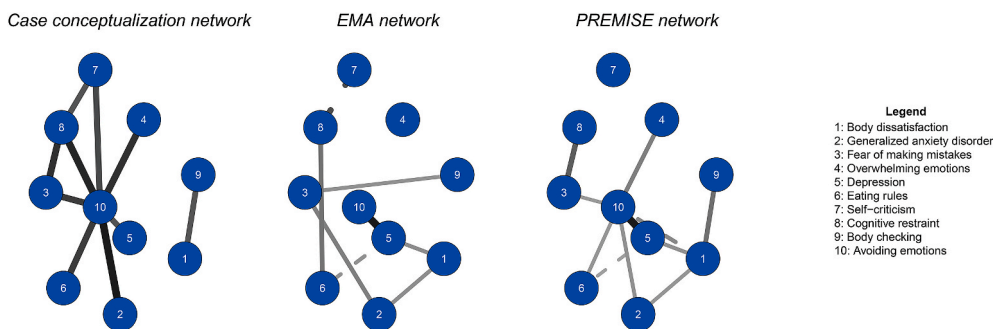 Case conceptualization network
EMA network
PREMISE network
7
7
7
8
4
8
4
8
4
9
9
9
3
10
3
10
3
10
5
5
5
1
1
1
6
6
6
2
2
2
Legend
1: Body dissatisfaction
2: Generalized anxiety disorder
3: Fear of making mistakes
4: Overwhelming emotions
5: Depression
6: Eating rules
7: Self−criticism
8: Cognitive restraint
9: Body checking
10: Avoiding emotions